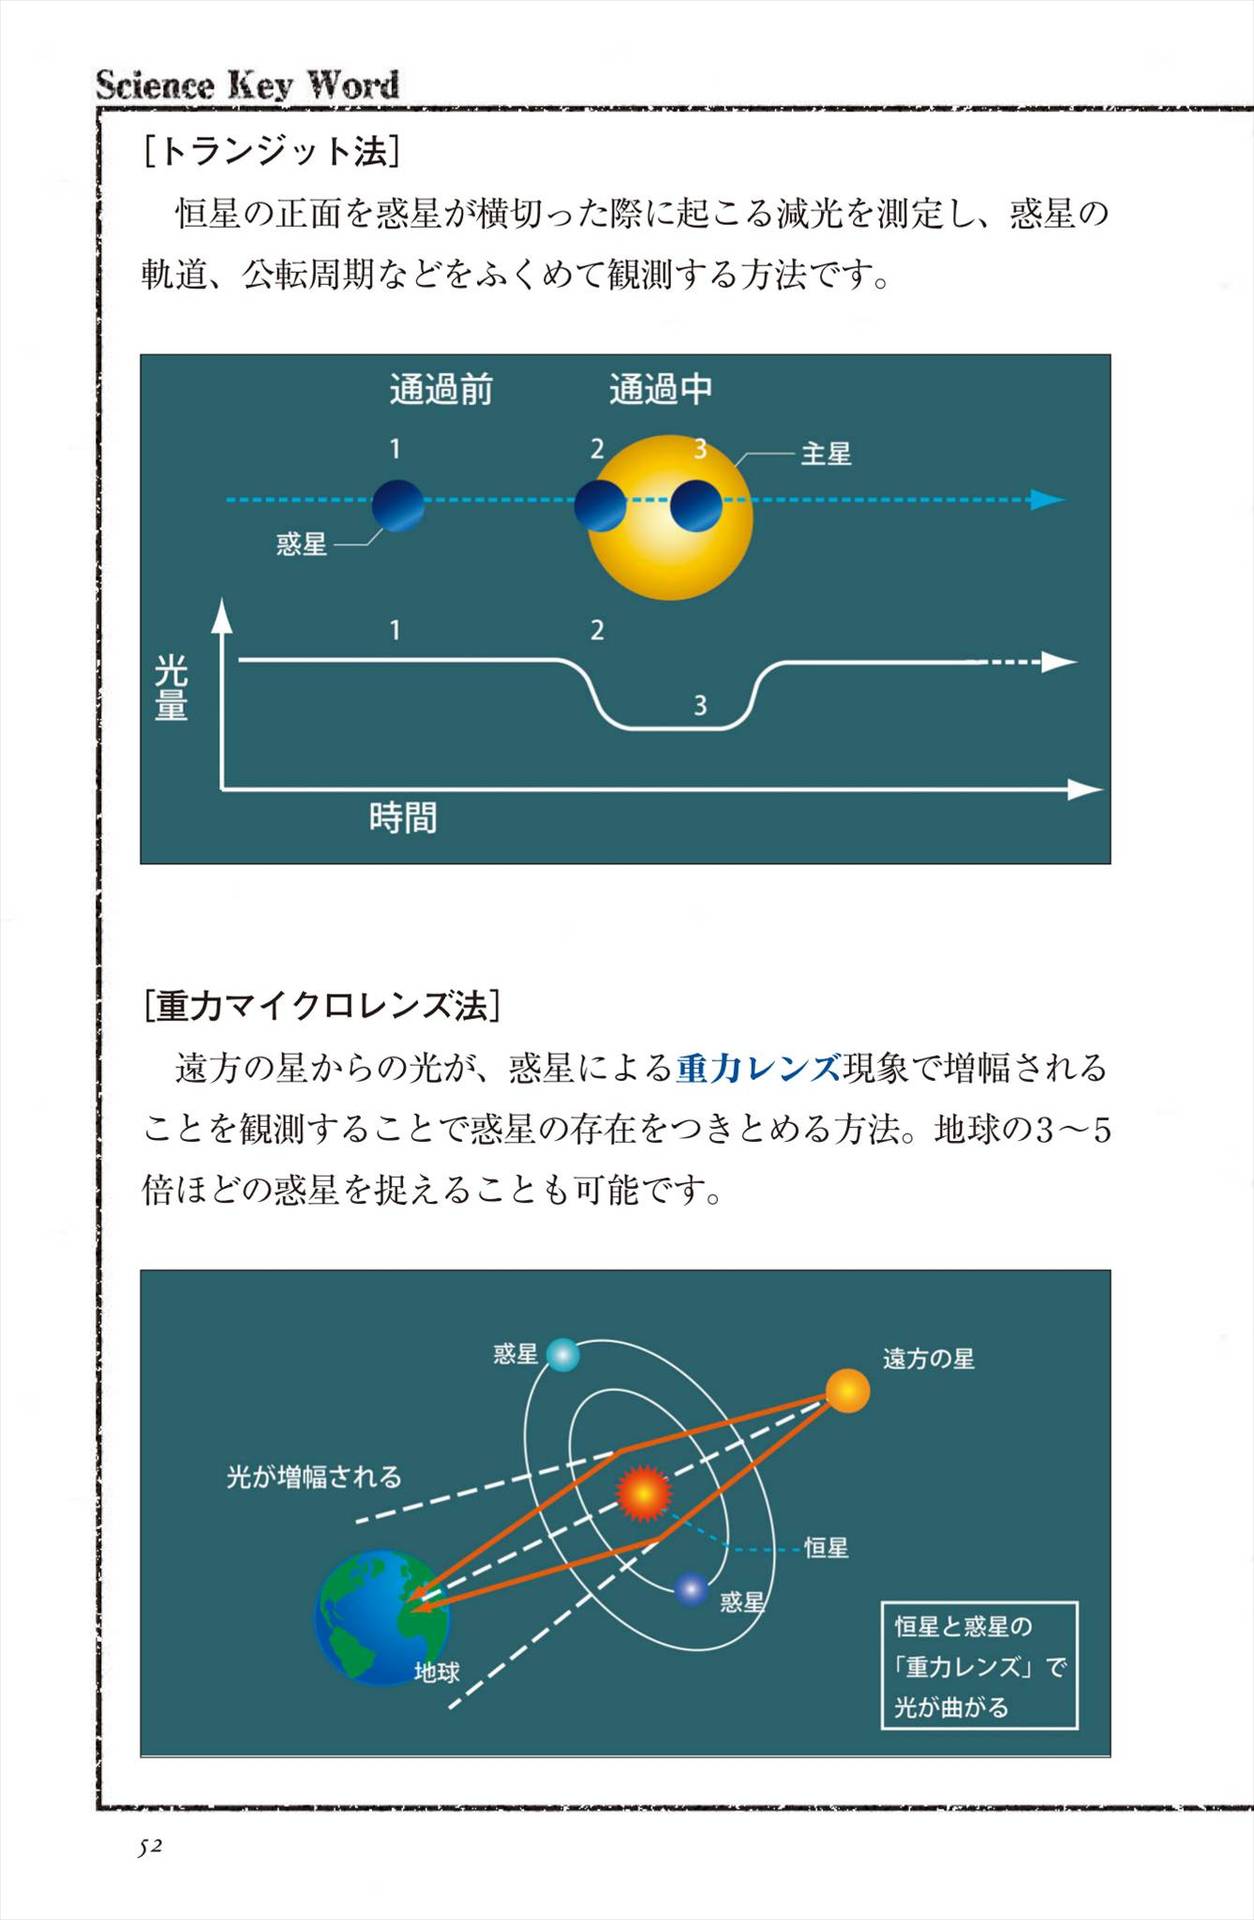 Science Key Word
[トランジット法]
恒星の正面を惑星が横切った際に起こる減光を測定し、惑星の
軌道、公転周期などをふくめて観測する方法です。
通過前
通過中
1
2
3
主星
惑星
1
2
光量
3
時間
[重力マイクロレンズ法]
遠方の星からの光が、惑星による重力レンズ現象で増幅される
ことを観測することで惑星の存在をつきとめる方法。地球の3〜5
倍ほどの惑星を捉えることも可能です。
惑星
遠方の星
光が増幅される
恒星
惑星
地球
恒星と惑星の
「重力レンズ」で
光が曲がる
52